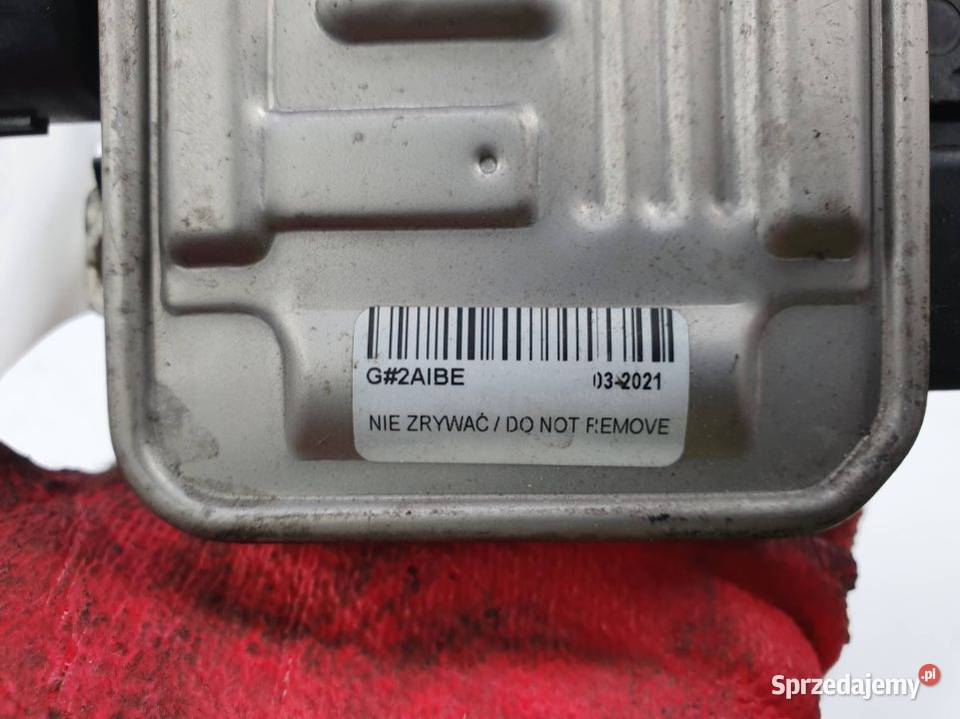 G#2AIBE 03-2021
NIE ZRYWAĆ / DO NOT REMOVE
Sprzedajemy.pl